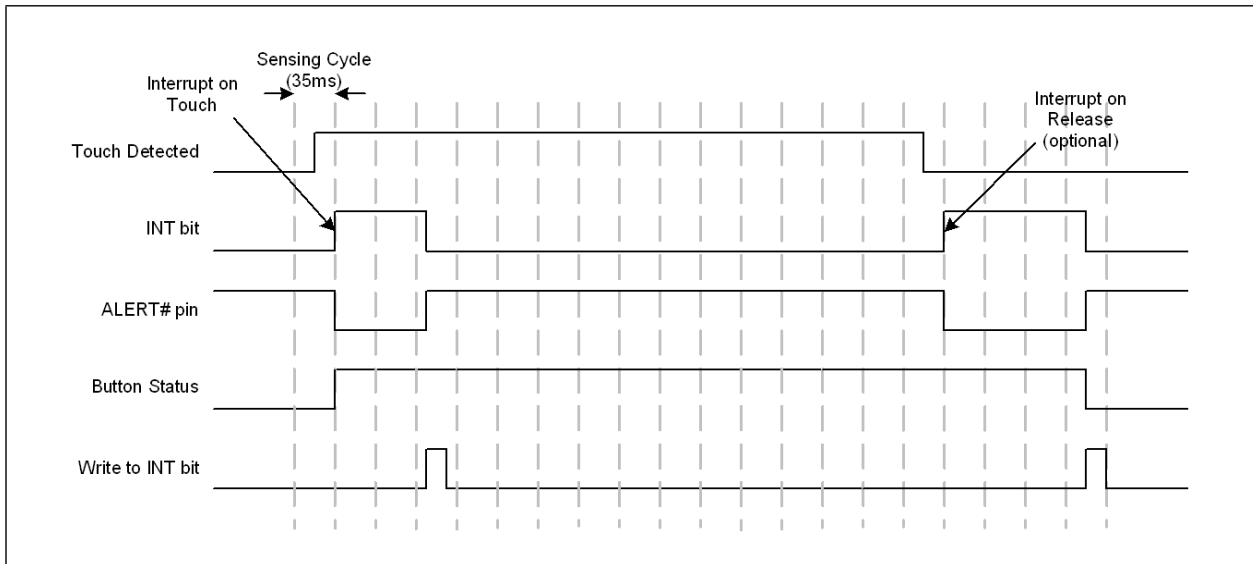 Sensing Cycle
(35ms)
Interrupt on
Touch
Interrupt on
Release
(optional)
Touch Detected
INT bit
ALERT# pin
Button Status
Write to INT bit